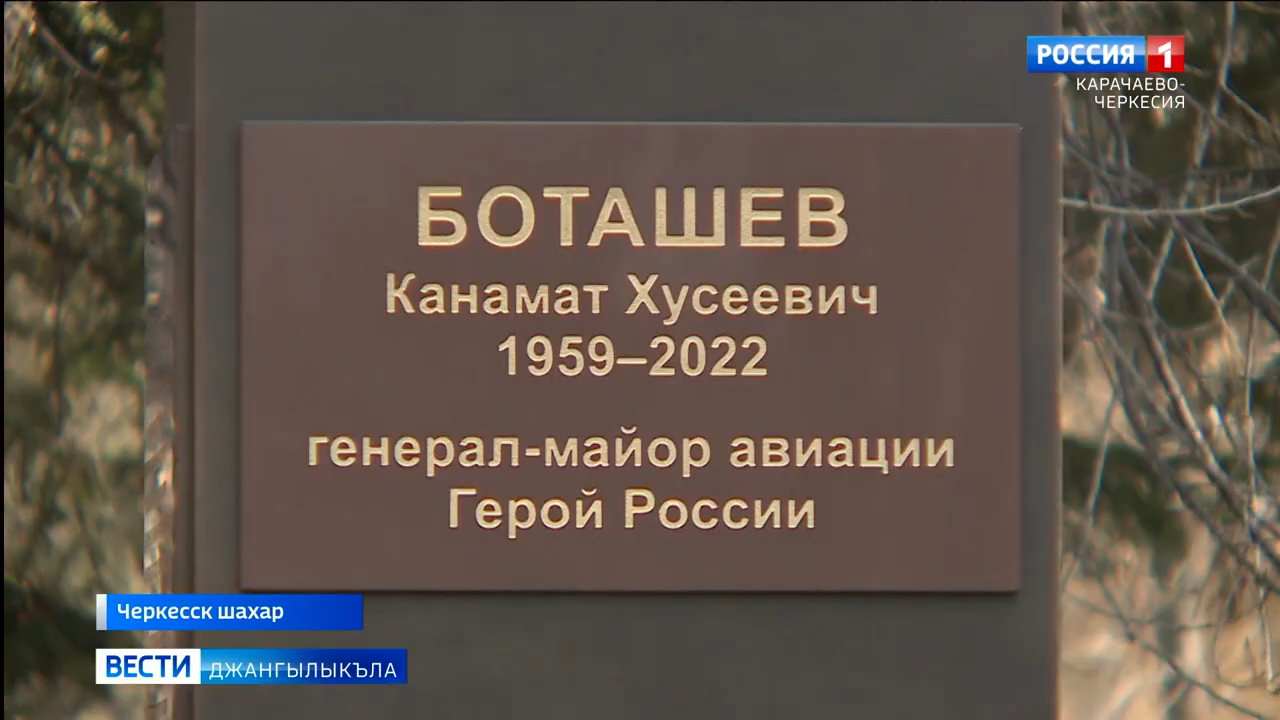 РОССИЯ 1
КАРАЧАЕВО-
ЧЕРКЕСИЯ
БОТАШЕВ
Канамат Хусеевич
1959–2022
генерал-майор авиации
Герой России
Черкесск шахар
ВЕСТИ ДЖАНГЫЛЫКЪЛА